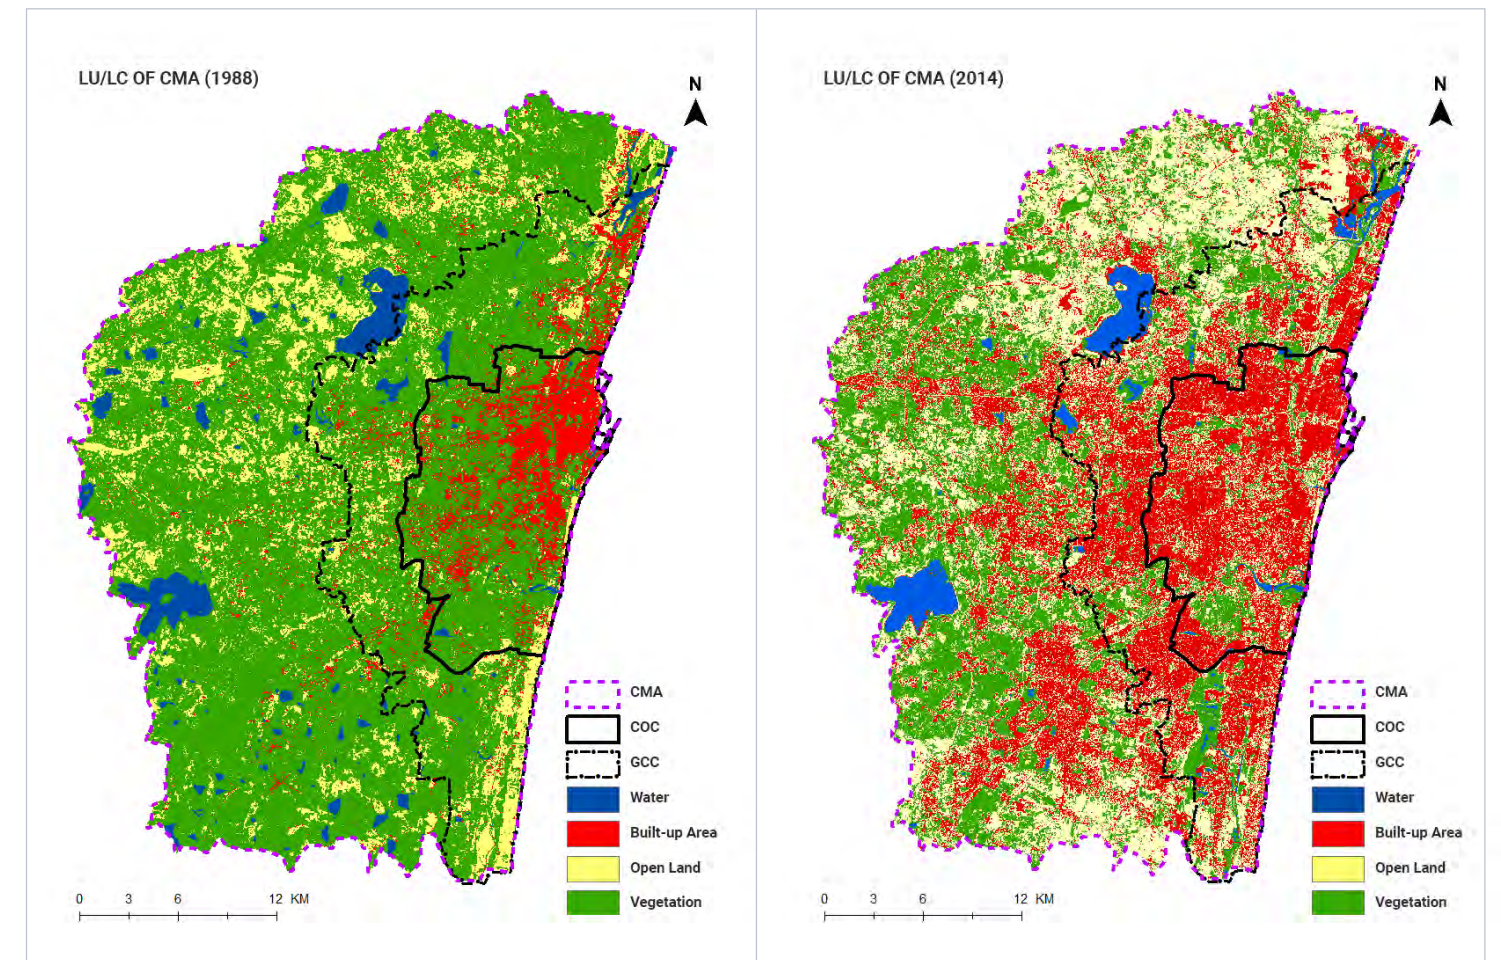 LU/LC OF CMA (1988)
N
CMA
COC
GCC
Water
Built-up Area
Open Land
Vegetation
0 3 6 12 KM
LU/LC OF CMA (2014)
N
CMA
COC
GCC
Water
Built-up Area
Open Land
Vegetation
0 3 6 12 KM